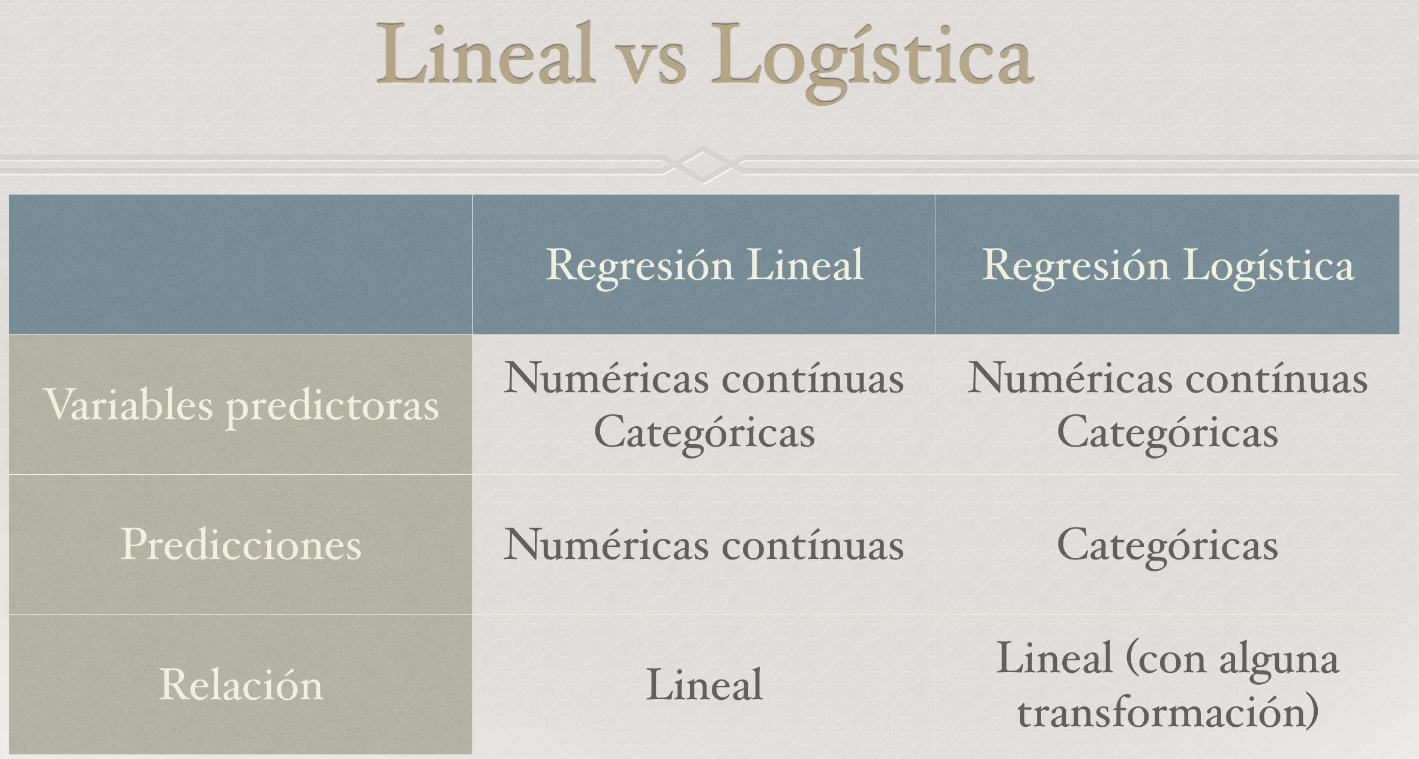 Lineal vs Logística
Regresión Lineal
Regresión Logística
Variables predictoras
Numéricas contínuas
Categóricas
Numéricas contínuas
Categóricas
Predicciones
Numéricas contínuas
Categóricas
Relación
Lineal
Lineal (con alguna
transformación)